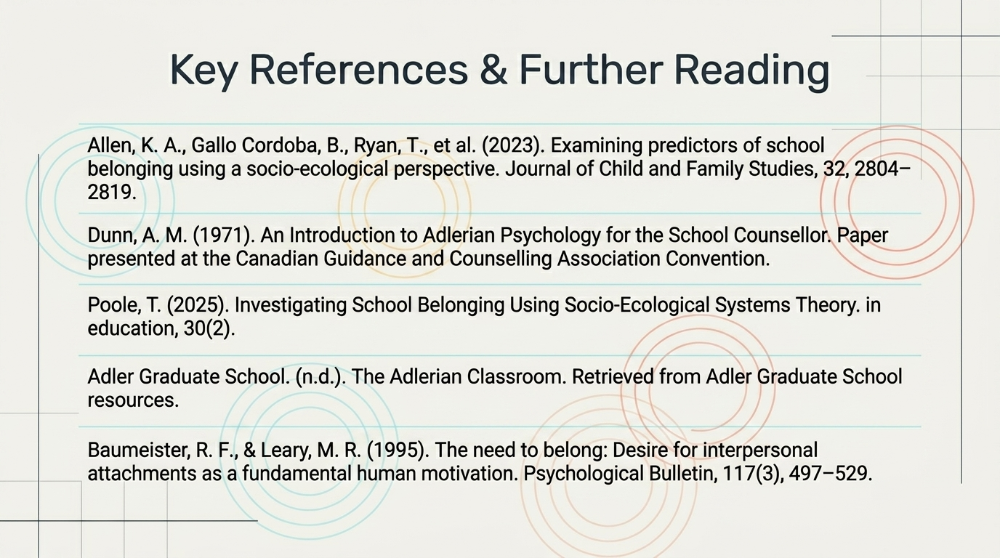 Key References & Further Reading
Allen, K. A., Gallo Cordoba, B., Ryan, T., et al. (2023). Examining predictors of school
belonging using a socio-ecological perspective. Journal of Child and Family Studies, 32, 2804–
2819.
Dunn, A. M. (1971). An Introduction to Adlerian Psychology for the School Counsellor. Paper
presented at the Canadian Guidance and Counselling Association Convention.
Poole, T. (2025). Investigating School Belonging Using Socio-Ecological Systems Theory. in
education, 30(2).
Adler Graduate School. (n.d.). The Adlerian Classroom. Retrieved from Adler Graduate School
resources.
Baumeister, R. F., & Leary, M. R. (1995). The need to belong: Desire for interpersonal
attachments as a fundamental human motivation. Psychological Bulletin, 117(3), 497–529.